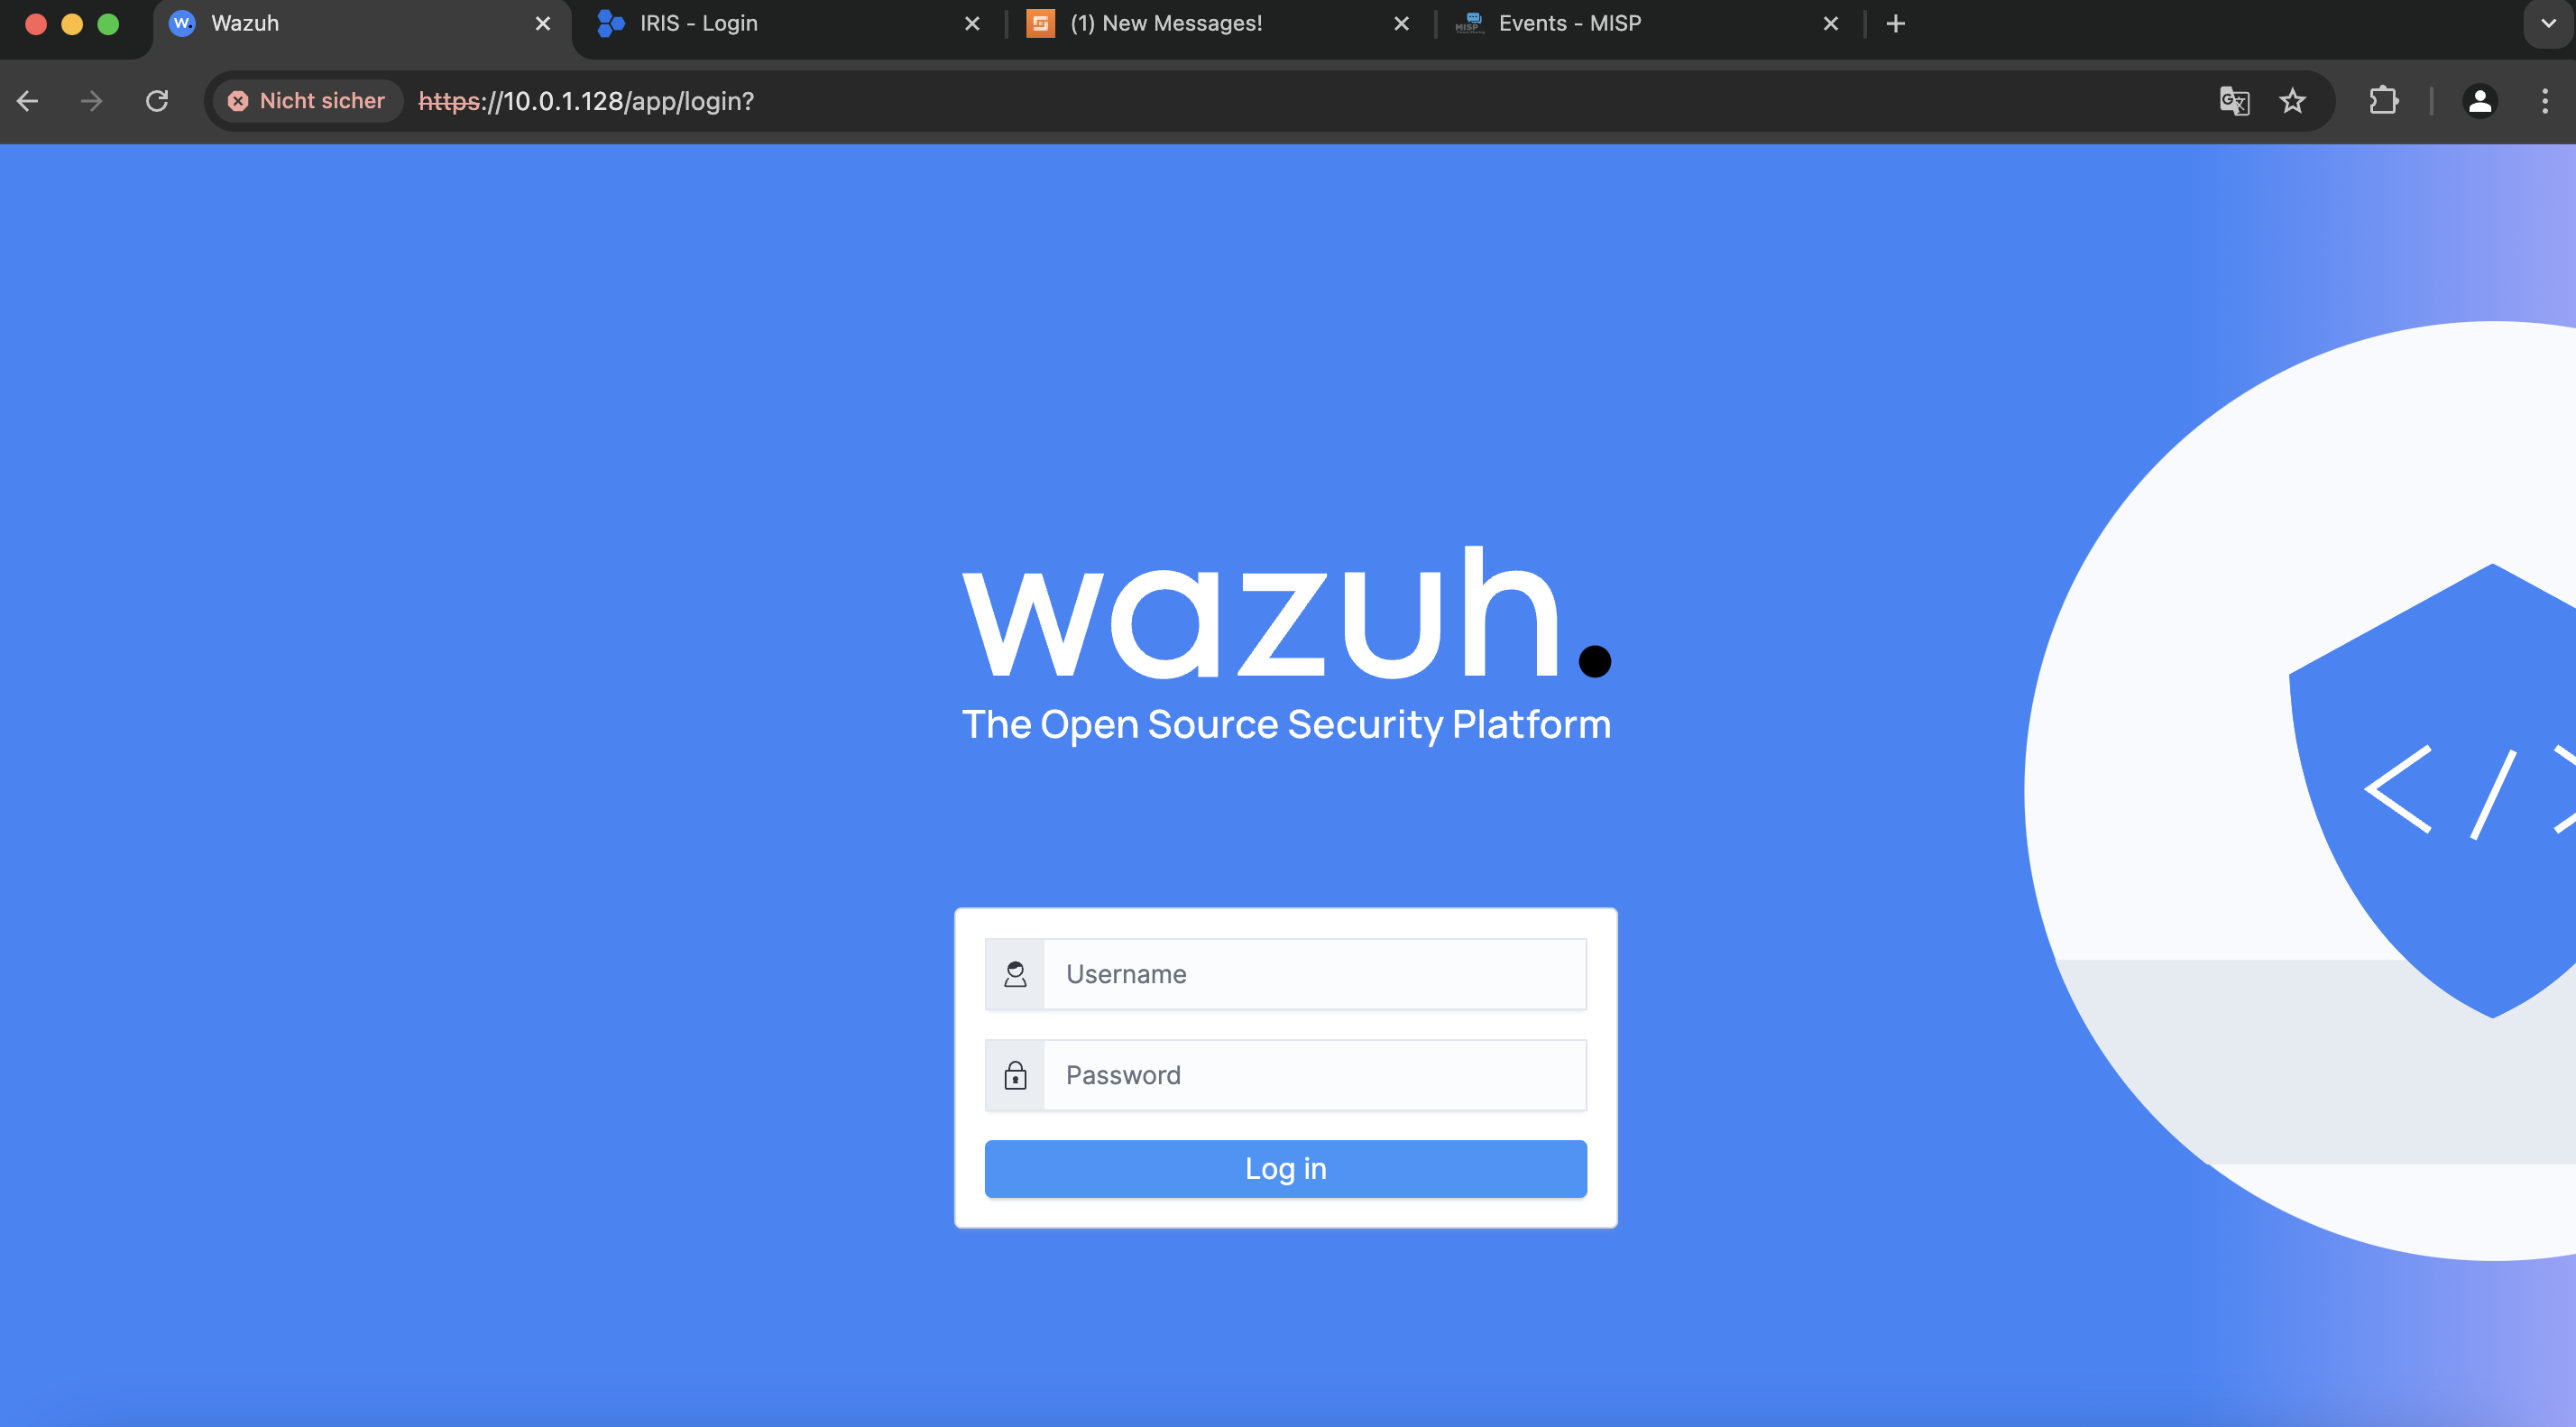 Wazuh
IRIS - Login
(1) New Messages!
Events - MISP
Nicht sicher
https://10.0.1.128/app/login?
wazuh.
The Open Source Security Platform
</>
Username
Password
Log in